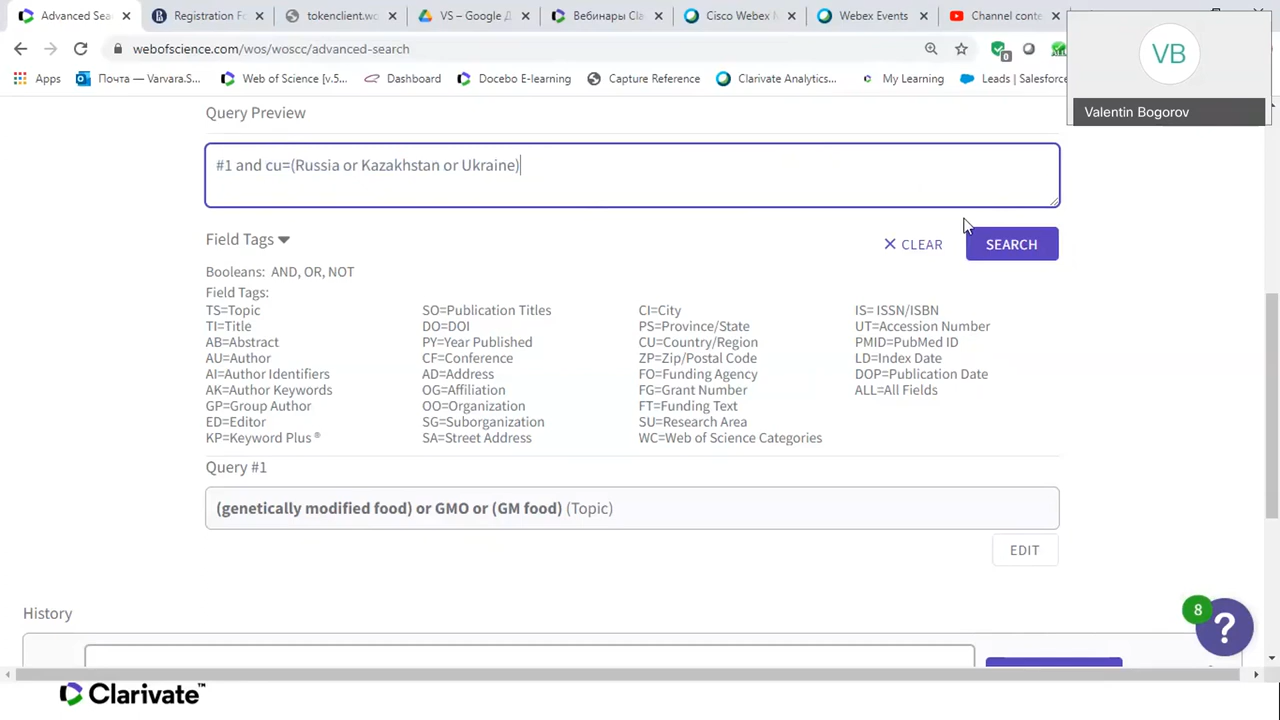 Advanced Sea
Registration F
tokenclient.wc
VS – Google Д
Вебинары Cla
Cisco Webex M
Webex Events
Channel conte
webofscience.com/wos/woscc/advanced-search
VB
Valentin Bogorov
Apps
Почта — Varvara.S...
Web of Science [v.5...
Dashboard
Docebo E-learning
Capture Reference
Clarivate Analytics...
My Learning
Leads | Salesforce
Query Preview
#1 and cu=(Russia or Kazakhstan or Ukraine)
Field Tags
CLEAR
SEARCH
Booleans: AND, OR, NOT
Field Tags:
TS=Topic
TI=Title
AB=Abstract
AU=Author
AI=Author Identifiers
AK=Author Keywords
GP=Group Author
ED=Editor
KP=Keyword Plus ®
SO=Publication Titles
DO=DOI
PY=Year Published
CF=Conference
AD=Address
OG=Affiliation
OO=Organization
SG=Suborganization
SA=Street Address
CI=City
PS=Province/State
CU=Country/Region
ZP=Zip/Postal Code
FO=Funding Agency
FG=Grant Number
FT=Funding Text
SU=Research Area
WC=Web of Science Categories
IS= ISSN/ISBN
UT=Accession Number
PMID=PubMed ID
LD=Index Date
DOP=Publication Date
ALL=All Fields
Query #1
(genetically modified food) or GMO or (GM food) (Topic)
EDIT
History
8
?
Clarivate™